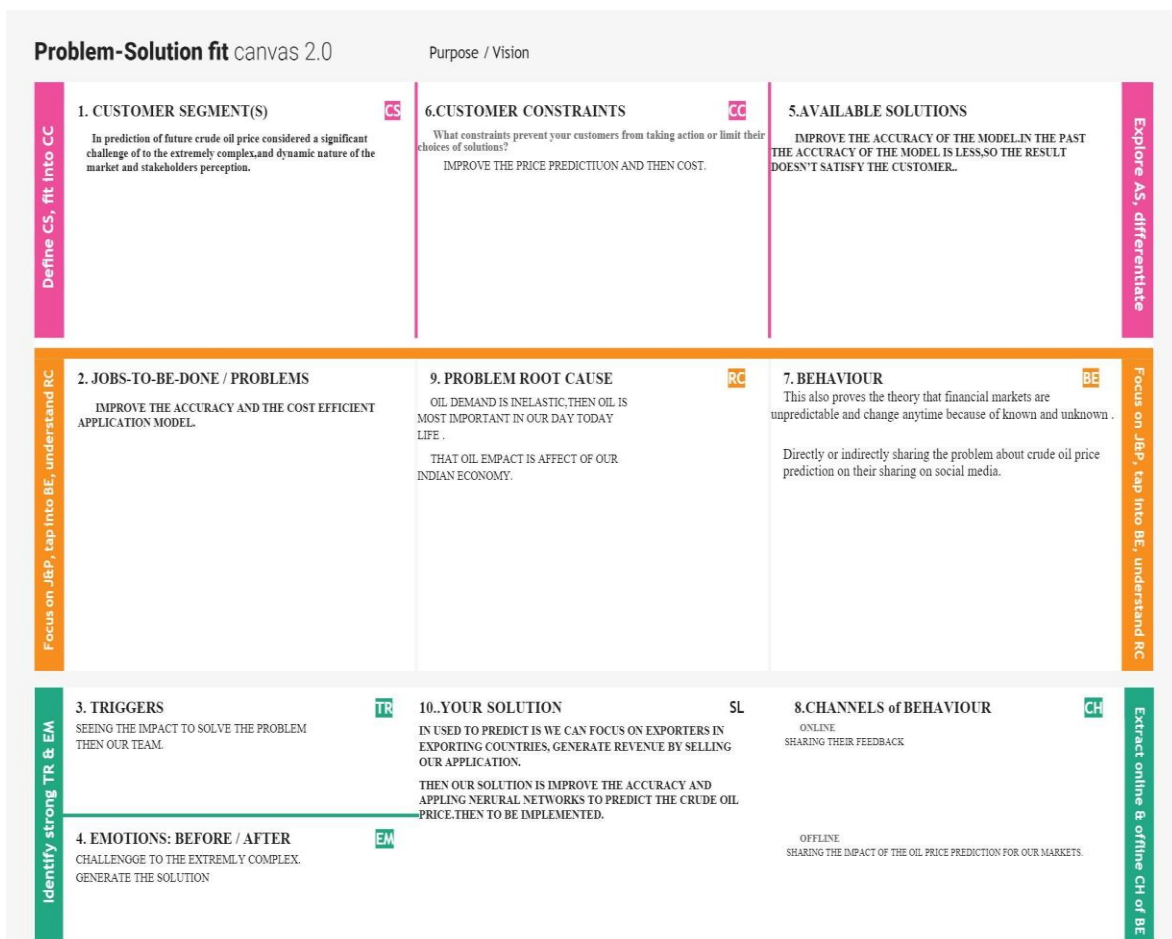 Problem-Solution fit canvas 2.0
Purpose / Vision
Define CS, fit into CC
1. CUSTOMER SEGMENT(S)
CS
In prediction of future crude oil price considered a significant
challenge of to the extremely complex,and dynamic nature of the
market and stakeholders perception.
6.CUSTOMER CONSTRAINTS
CC
What constraints prevent your customers from taking action or limit their
choices of solutions?
IMPROVE THE PRICE PREDICTIUON AND THEN COST.
5.AVAILABLE SOLUTIONS
IMPROVE THE ACCURACY OF THE MODEL.IN THE PAST
THE ACCURACY OF THE MODEL IS LESS,SO THE RESULT
DOESN'T SATISFY THE CUSTOMER..
Explore AS, differentiate
Focus on J&P, tap into BE, understand RC
2. JOBS-TO-BE-DONE / PROBLEMS
IMPROVE THE ACCURACY AND THE COST EFFICIENT
APPLICATION MODEL.
9. PROBLEM ROOT CAUSE
RC
OIL DEMAND IS INELASTIC,THEN OIL IS
MOST IMPORTANT IN OUR DAY TODAY
LIFE .
THAT OIL EMPACT IS AFFECT OF OUR
INDIAN ECONOMY.
7. BEHAVIOUR
BE
This also proves the theory that financial markets are
unpredictable and change anytime because of known and unknown .
Directly or indirectly sharing the problem about crude oil price
prediction on their sharing on social media.
Focus on J&P, tap into BE, understand RC
Identify strong TR & EM
3. TRIGGERS
TR
SEEING THE IMPACT TO SOLVE THE PROBLEM
THEN OUR TEAM.
4. EMOTIONS: BEFORE / AFTER
EM
CHALLENGGE TO THE EXTREMLY COMPLEX.
GENERATE THE SOLUTION
10..YOUR SOLUTION
SL
IN USED TO PREDICT IS WE CAN FOCUS ON EXPORTERS IN
EXPORTING COUNTRIES, GENERATE REVENUE BY SELLING
OUR APPLICATION.
THEN OUR SOLUTION IS IMPROVE THE ACCURACY AND
APPLING NERURAL NETWORKS TO PREDICT THE CRUDE OIL
PRICE.THEN TO BE IMPLEMENTED.
8.CHANNELS of BEHAVIOUR
CH
ONLINE
SHARING THEIR FEEDBACK
OFFLINE
SHARING THE IMPACT OF THE OIL PRICE PREDICTION FOR OUR MARKETS.
Extract online & offline CH of BE